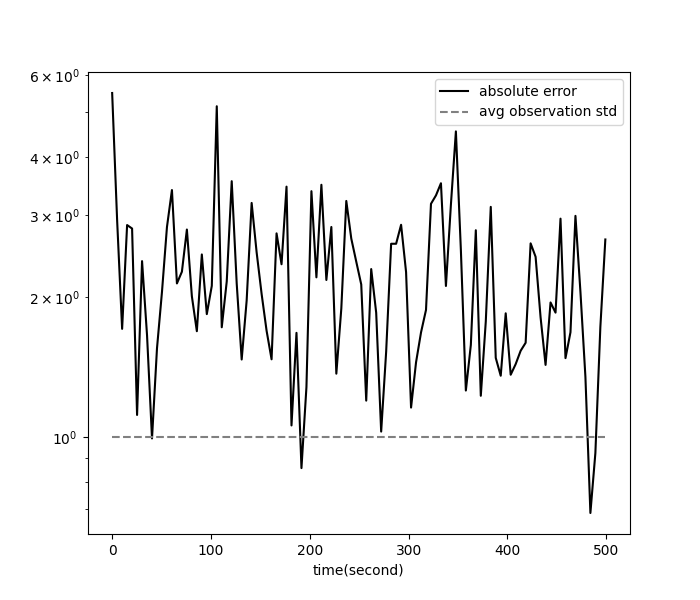 6 × 10⁰
4 × 10⁰
3 × 10⁰
2 × 10⁰
10⁰
absolute error
avg observation std
0 100 200 300 400 500
time(second)